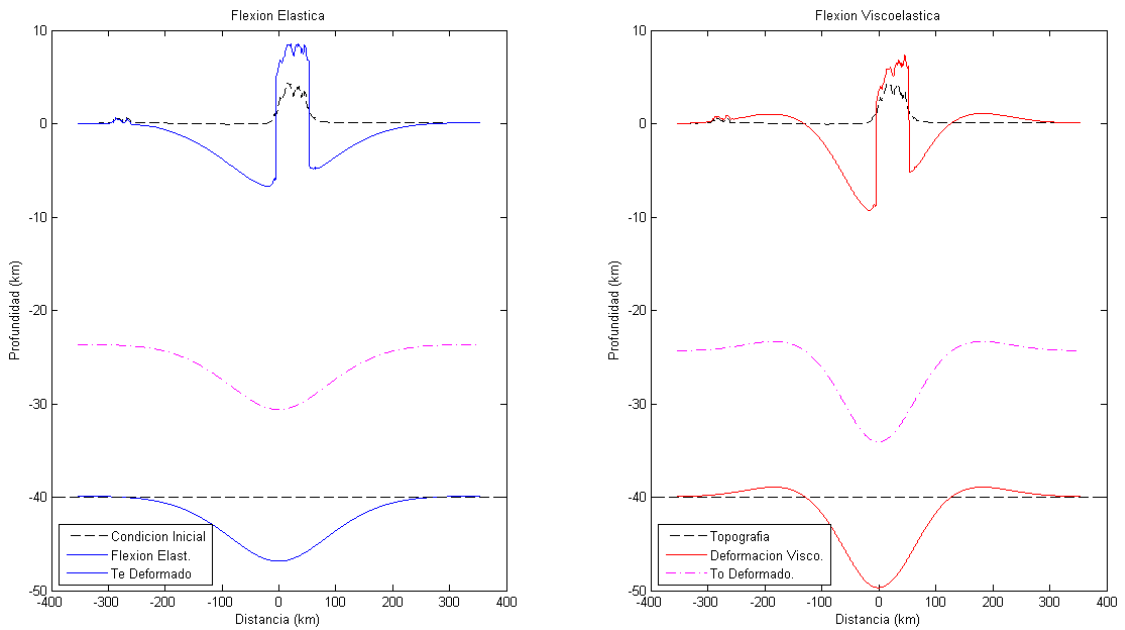 Flexion Elastica
10
0
-10
-20
-30
-40
-50
Profundidad (km)
-400
-300
-200
-100
0
100
200
300
400
Distancia (km)
Condicion Inicial
Flexion Elast.
Te Deformado
Flexion Viscoelastica
10
0
-10
-20
-30
-40
-50
Profundidad (km)
-400
-300
-200
-100
0
100
200
300
400
Distancia (km)
Topografia
Deformacion Visco.
To Deformado.